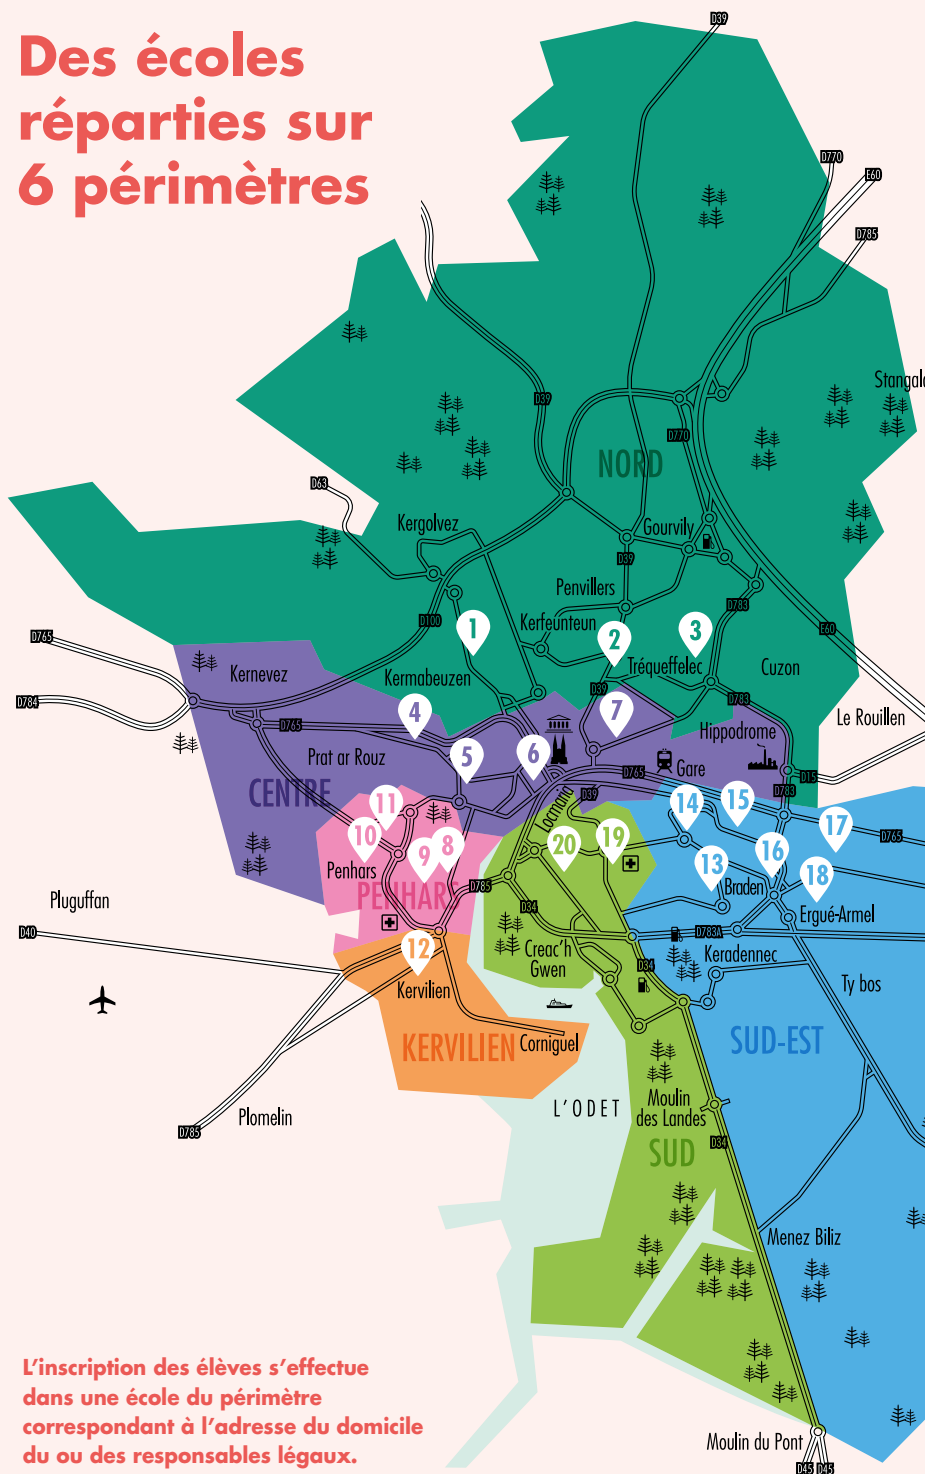 Des écoles
réparties sur
6 périmètres
D39
D770
E60
D785
Stangala
D39
D770
NORD
D63
Kergolvez
Gourvily
D39
Penvillers
D783
D100
Kerfeunteun
1
2
3
E60
D765
Tréqueffelec
Cuzon
Kernevez
Kermabeuzen
D784
D39
D783
4
7
Le Rouillen
D765
Hippodrome
Prat ar Rouz
5
6
Gare
D765
D15
CENTRE
D39
D783
Locmaria
11
14
15
10
9
8
20
19
17
D765
16
13
18
Penhars
PENHARS
D785
Braden
Pluguffan
D34
Ergué-Armel
D40
D783A
12
Creac'h
Gwen
Keradennec
D34
Kervilien
Ty bos
KERVILIEN
Corniguel
SUD-EST
L'ODET
Moulin
des Landes
Plomelin
D785
D34
SUD
Menez Biliz
L'inscription des élèves s'effectue
dans une école du périmètre
correspondant à l'adresse du domicile
du ou des responsables légaux.
Moulin du Pont
D45
D45